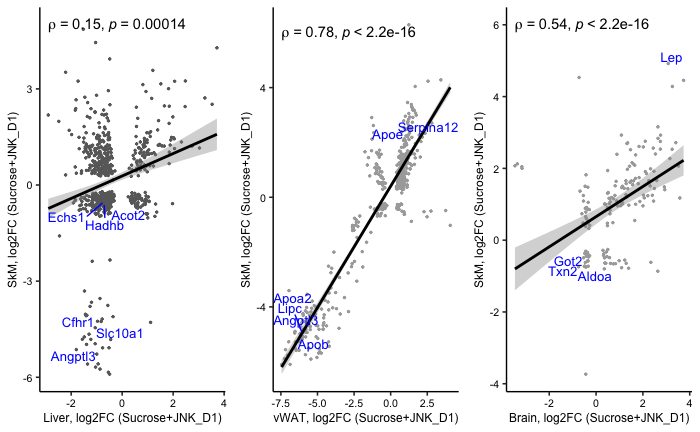 ρ = 0.15, p = 0.00014
SkM, log2FC (Sucrose+JNK_D1)
3
0
-3
-6
Echs1
Acot2
Hadhb
Cfhr1
Slc10a1
Angptl3
-2
0
2
4
Liver, log2FC (Sucrose+JNK_D1)
ρ = 0.78, p < 2.2e-16
SkM, log2FC (Sucrose+JNK_D1)
4
0
-4
Serpina12
Apoe
Apoa2
Lipc
Angptl3
Apob
-7.5
-5.0
-2.5
0.0
2.5
vWAT, log2FC (Sucrose+JNK_D1)
ρ = 0.54, p < 2.2e-16
SkM, log2FC (Sucrose+JNK_D1)
6
4
2
0
-2
-4
Lep
Got2
Txn2
Aldoa
-2
0
2
4
Brain, log2FC (Sucrose+JNK_D1)